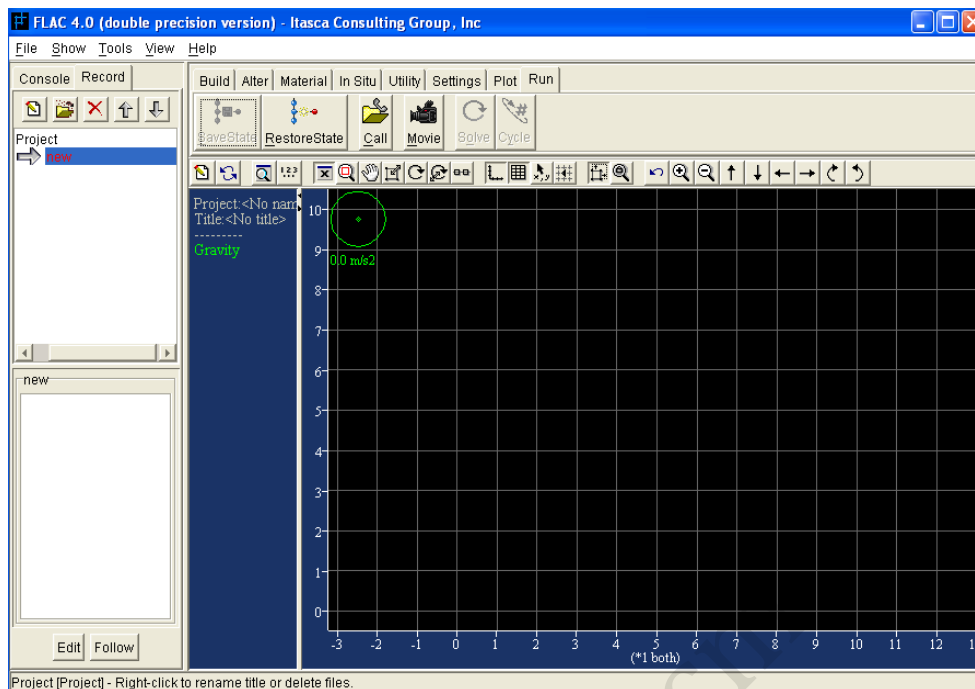 FLAC 4.0 (double precision version) - Itasca Consulting Group, Inc
File Show Tools View Help
Console Record
Build Alter Material In Situ Utility Settings Plot Run
SaveState RestoreState Call Movie Solve Cycle
Project
new
1,2,3
Project:<No nam
Title:<No title>
---------
Gravity
0.0 m/s2
10
9
8
7
6
5
4
3
2
1
0
-3 -2 -1 0 1 2 3 4 5 6 7 8 9 10 11 12
(*1 both)
new
Edit Follow
Project [Project] - Right-click to rename title or delete files.